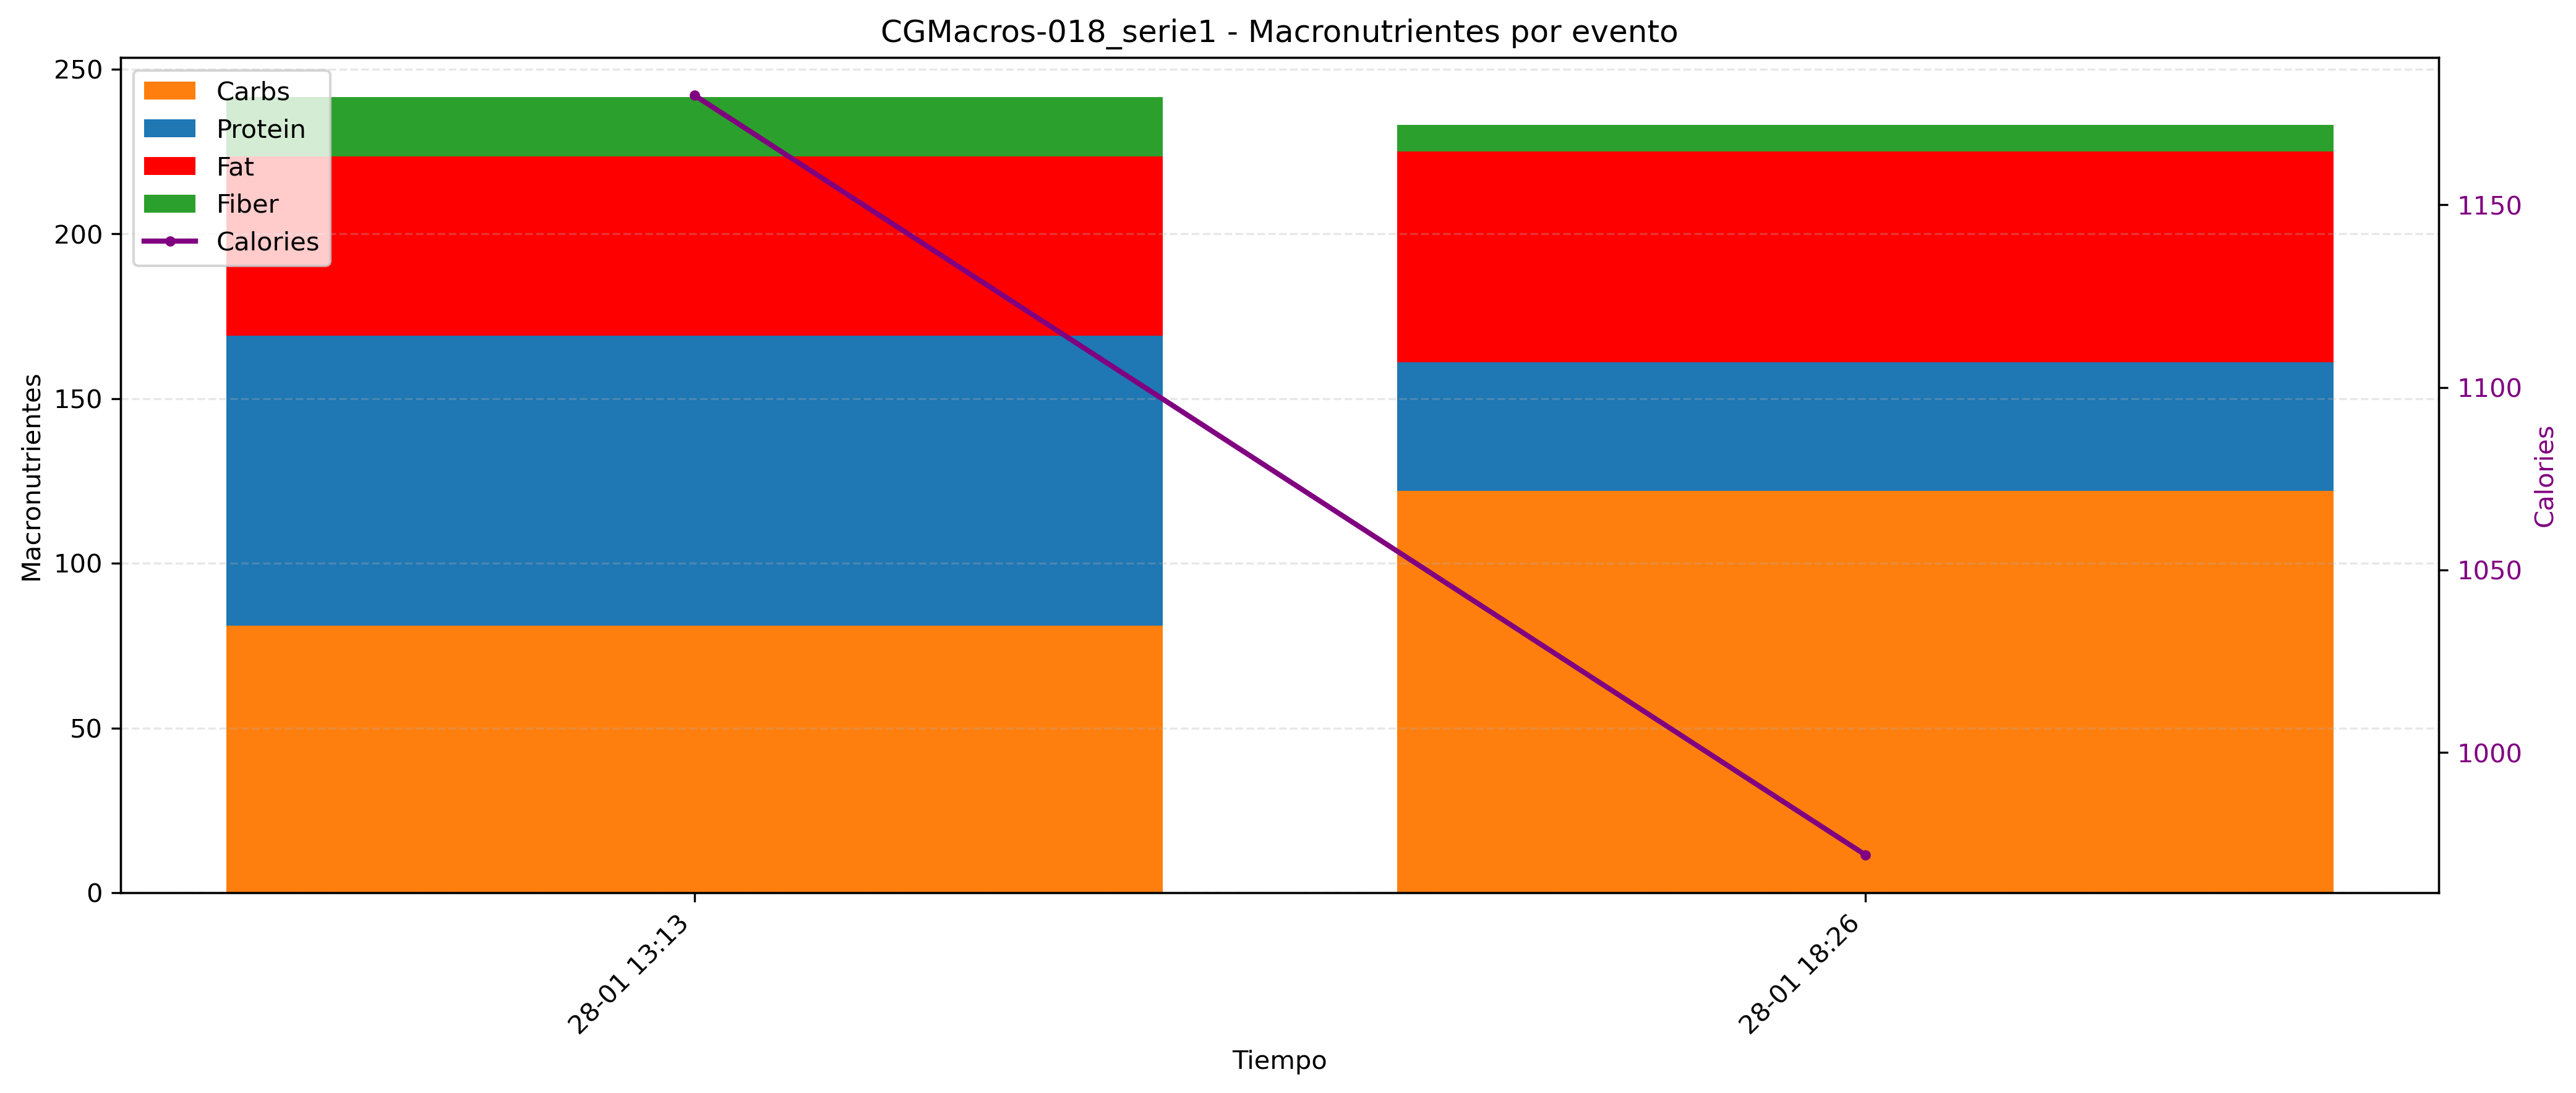 CGMacros-018_serie1 - Macronutrientes por evento
Carbs
Protein
Fat
Fiber
Calories
Macronutrientes
250
200
150
100
50
0
1150
1100
1050
1000
Calories
28-01 13:13
28-01 18:26
Tiempo